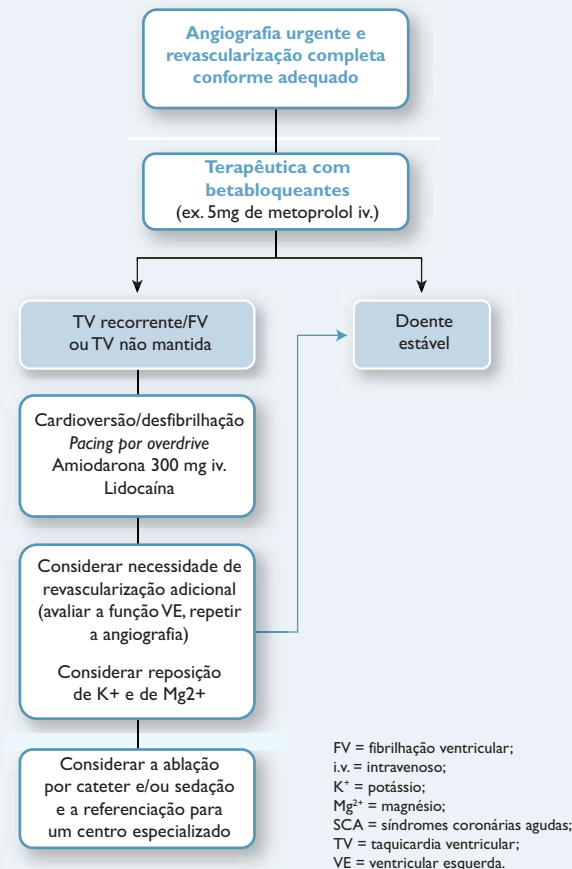 Angiografia urgente e
revascularização completa
conforme adequado
Terapêutica com
betabloqueantes
(ex. 5mg de metoprolol iv.)
TV recorrente/FV
ou TV não mantida
Doente
estável
Cardioversão/desfibrilhação
Pacing por overdrive
Amiodarona 300 mg iv.
Lidocaína
Considerar necessidade de
revascularização adicional
(avaliar a função VE, repetir
a angiografia)
Considerar reposição
de K+ e de Mg2+
Considerar a ablação
por cateter e/ou sedação
e a referenciação para
um centro especializado
FV = fibrilhação ventricular;
i.v. = intravenoso;
K⁺ = potássio;
Mg²⁺ = magnésio;
SCA = síndromes coronárias agudas;
TV = taquicardia ventricular;
VE = ventricular esquerda.